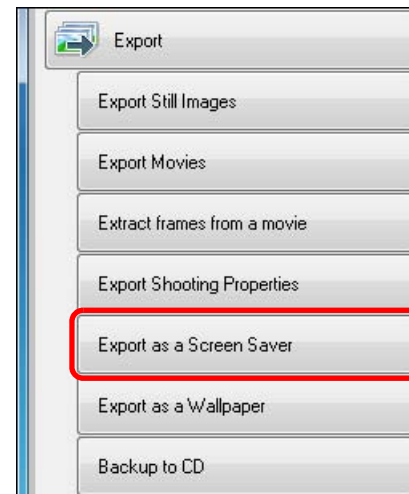 Export
Export Still Images
Export Movies
Extract frames from a movie
Export Shooting Properties
Export as a Screen Saver
Export as a Wallpaper
Backup to CD